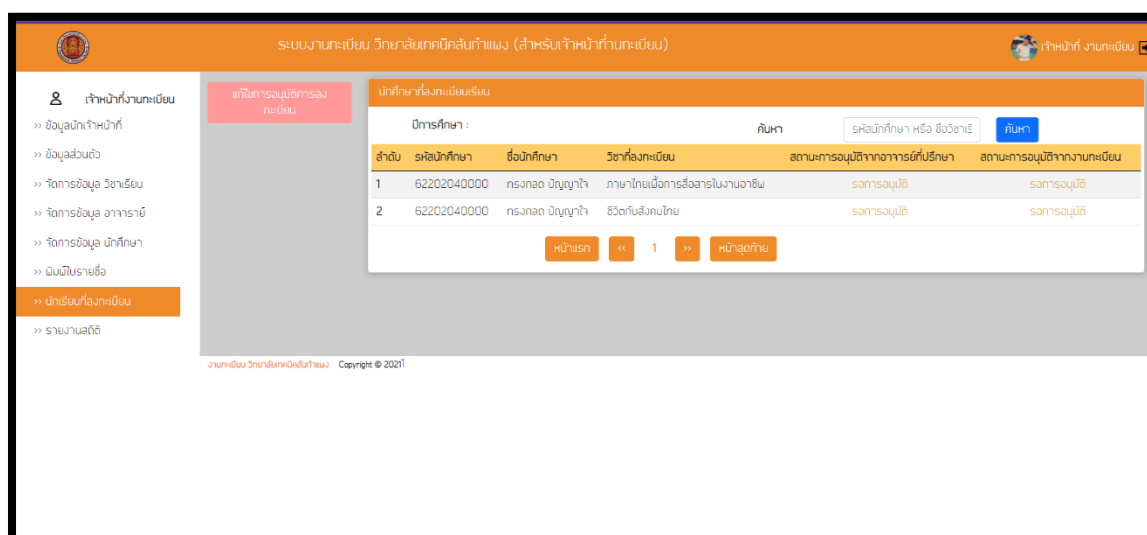 ระบบงานทะเบียน วิทยาลัยเทคนิคสันกำแพง (สำหรับเจ้าหน้าที่งานทะเบียน)
เจ้าหน้าที่ งานทะเบียน
เจ้าหน้าที่งานทะเบียน
>> ข้อมูลนักเจ้าหน้าที่
>> ข้อมูลส่วนตัว
>> จัดการข้อมูล วิชาเรียน
>> จัดการข้อมูล อาจาราย์
>> จัดการข้อมูล นักศึกษา
>> พิมพ์ใบรายชื่อ
>> นักเรียนที่ลงทะเบียน
>> รายงานสถิติ
แก้ไขการอนุมัติการลง
ทะเบียน
นักศึกษาที่ลงทะเบียนเรียน
ปีการศึกษา : ค้นหา รหัสนักศึกษา หรือ ชื่อวิชาเรี ค้นหา
ลำดับ รหัสนักศึกษา ชื่อนักศึกษา วิชาที่ลงทะเบียน สถานะการอนุมัติจากอาจารย์ที่ปรึกษา สถานะการอนุมัติจากงานทะเบียน
1 62202040000 ทรงกลด ปัญญาใจ ภาษาไทยเพื่อการสื่อสารในงานอาชีพ รอการอนุมัติ รอการอนุมัติ
2 62202040000 ทรงกลด ปัญญาใจ ชีวิตกับสังคมไทย รอการอนุมัติ รอการอนุมัติ
หน้าแรก << 1 >> หน้าสุดท้าย
งานทะเบียน วิทยาลัยเทคนิคสันกำแพง Copyright © 2021